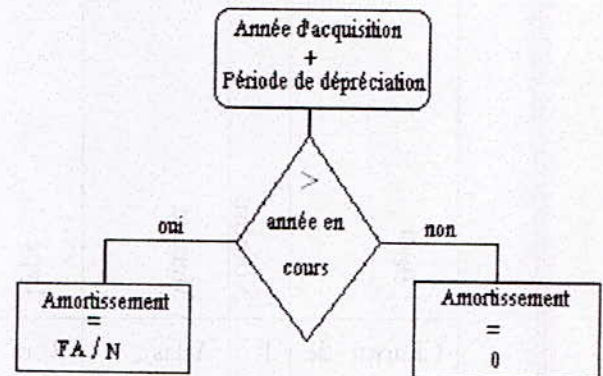 Année d'acquisition
+
Période de dépréciation
>
année en
cours
oui
non
Amortissement
=
FA / N
Amortissement
=
0